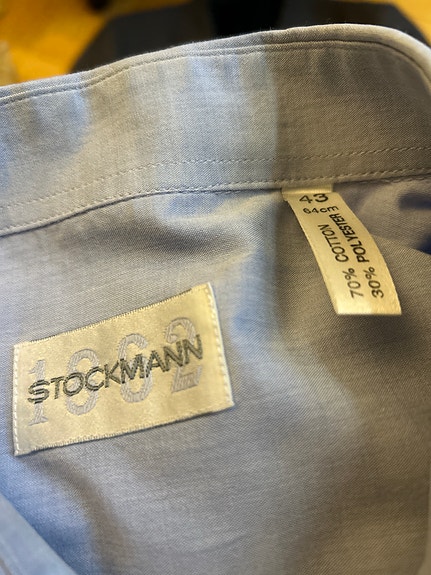 43
64cm
70% COTTON
30% POLYESTER
1862
STOCKMANN